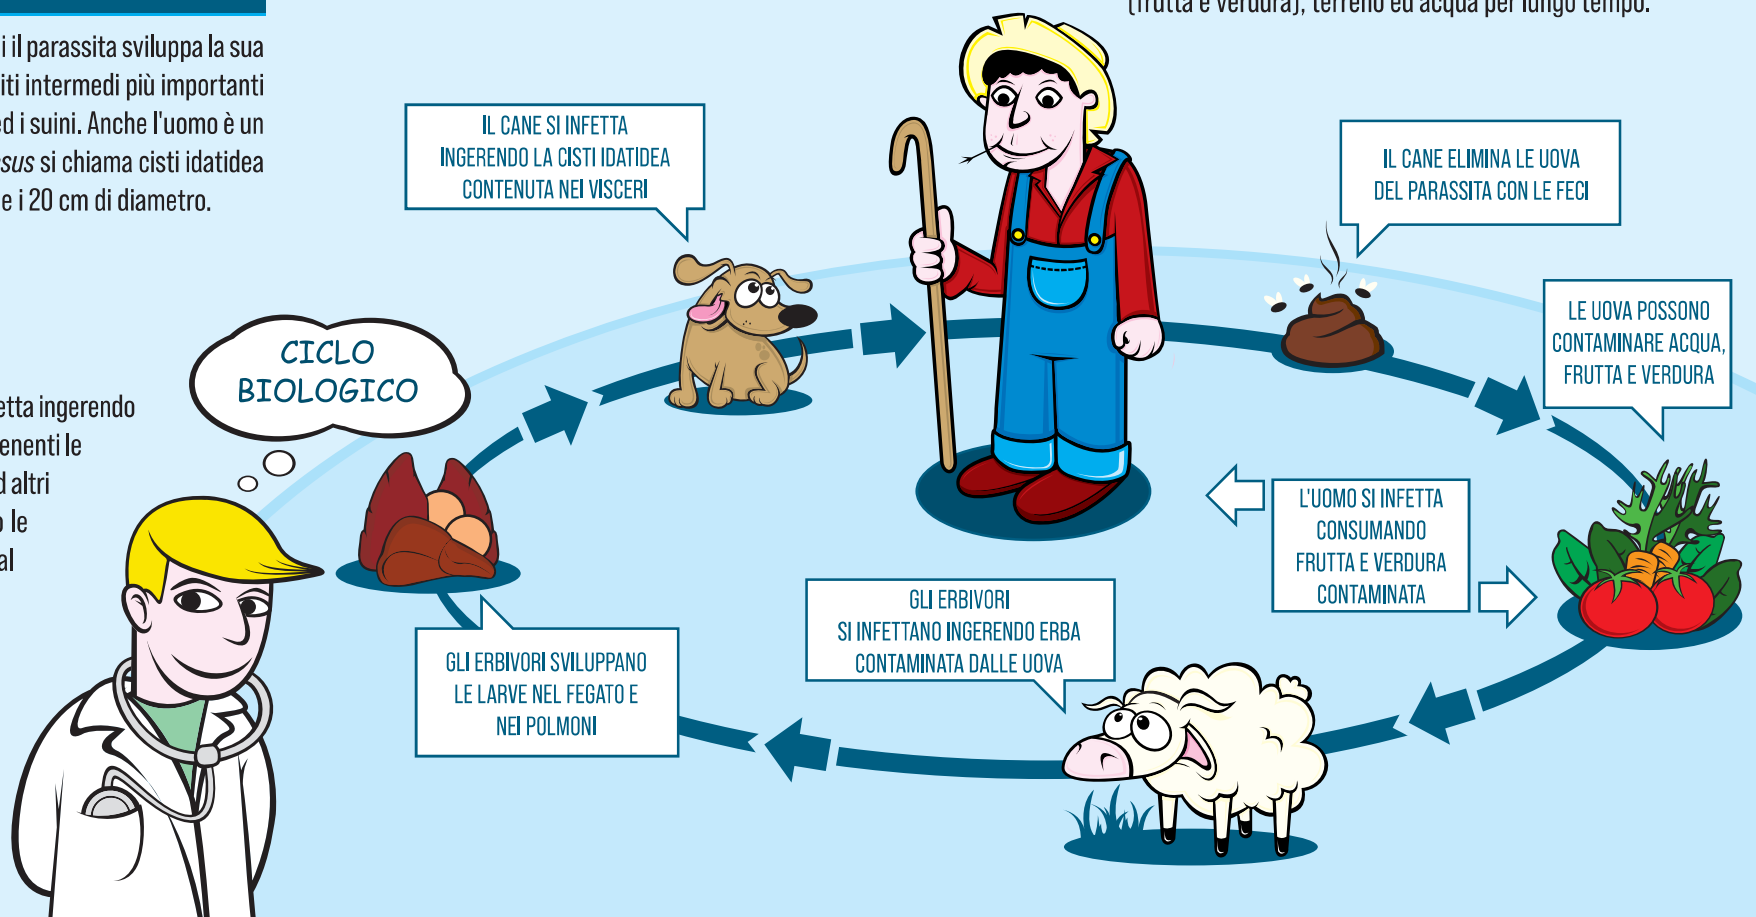 (frutta e verdura), terreno ed acqua per lungo tempo.
i il parassita sviluppa la sua
iti intermedi più importanti
ed i suini. Anche l'uomo è un
ssus si chiama cisti idatidea
e i 20 cm di diametro.
IL CANE SI INFETTA
INGERENDO LA CISTI IDATIDEA
CONTENUTA NEI VISCERI
IL CANE ELIMINA LE UOVA
DEL PARASSITA CON LE FECI
LE UOVA POSSONO
CONTAMINARE ACQUA,
FRUTTA E VERDURA
CICLO
BIOLOGICO
etta ingerendo
enenti le
d altri
o le
al
L'UOMO SI INFETTA
CONSUMANDO
FRUTTA E VERDURA
CONTAMINATA
GLI ERBIVORI
SI INFETTANO INGERENDO ERBA
CONTAMINATA DALLE UOVA
GLI ERBIVORI SVILUPPANO
LE LARVE NEL FEGATO E
NEI POLMONI